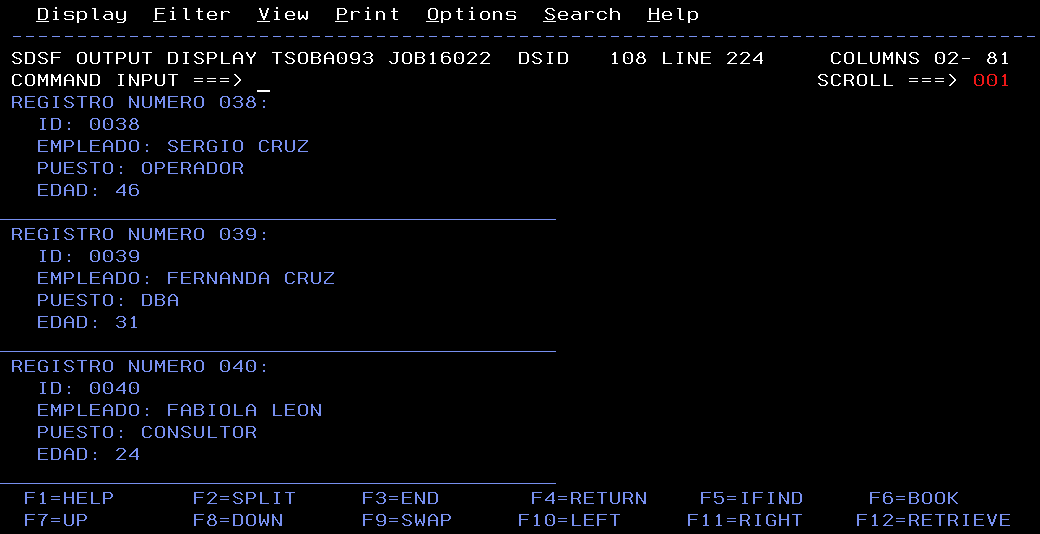 Display Filter View Print Options Search Help
SDSF OUTPUT DISPLAY TSOBA093 JOB16022 DSID 108 LINE 224 COLUMNS 02- 81
COMMAND INPUT ===> _ SCROLL ===> 001
REGISTRO NUMERO 038:
ID: 0038
EMPLEADO: SERGIO CRUZ
PUESTO: OPERADOR
EDAD: 46
REGISTRO NUMERO 039:
ID: 0039
EMPLEADO: FERNANDA CRUZ
PUESTO: DBA
EDAD: 31
REGISTRO NUMERO 040:
ID: 0040
EMPLEADO: FABIOLA LEON
PUESTO: CONSULTOR
EDAD: 24
F1=HELP F2=SPLIT F3=END F4=RETURN F5=IFIND F6=BOOK
F7=UP F8=DOWN F9=SWAP F10=LEFT F11=RIGHT F12=RETRIEVE